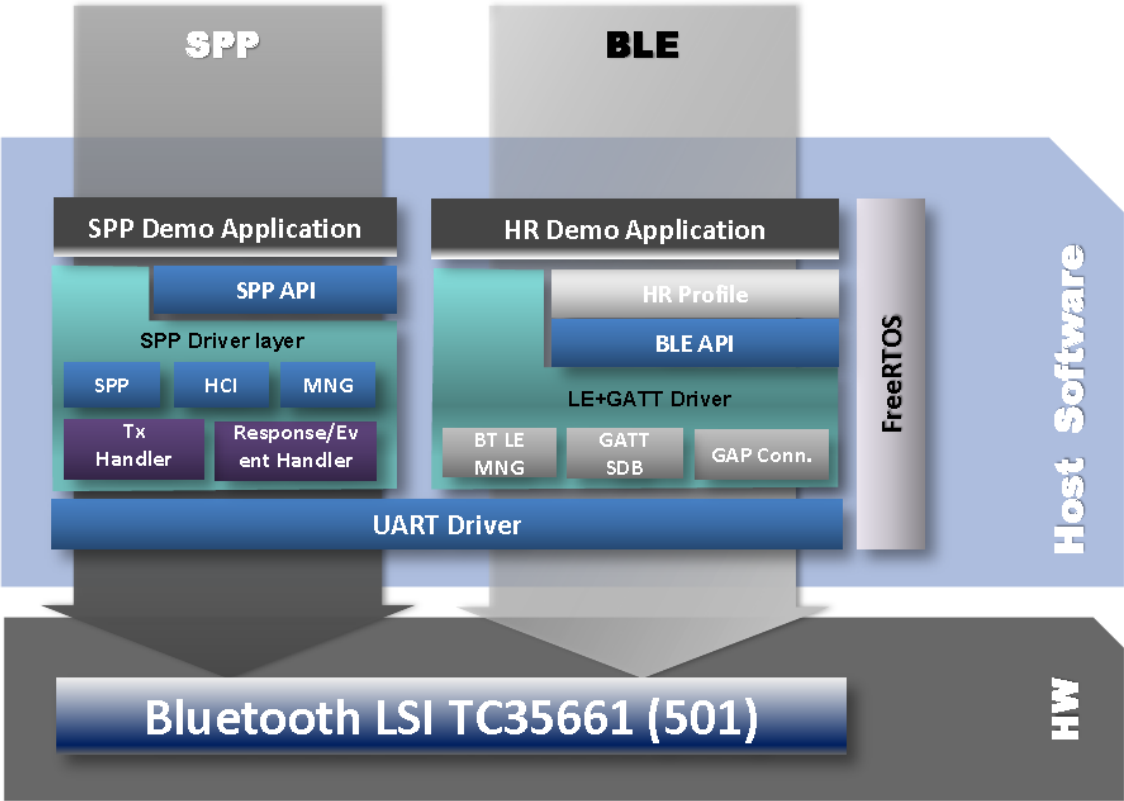 SPP
BLE
SPP Demo Application
HR Demo Application
SPP API
HR Profile
SPP Driver layer
BLE API
SPP
HCI
MNG
LE+GATT Driver
Tx
Handler
Response/Ev
ent Handler
BT LE
MNG
GATT
SDB
GAP Conn.
UART Driver
FreeRTOS
Host Software
Bluetooth LSI TC35661 (501)
HW